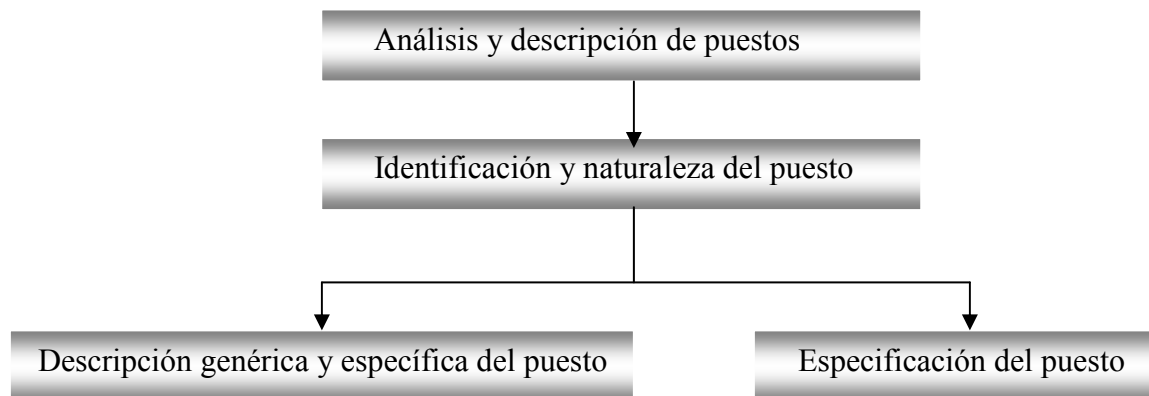 Análisis y descripción de puestos
Identificación y naturaleza del puesto
Descripción genérica y específica del puesto
Especificación del puesto